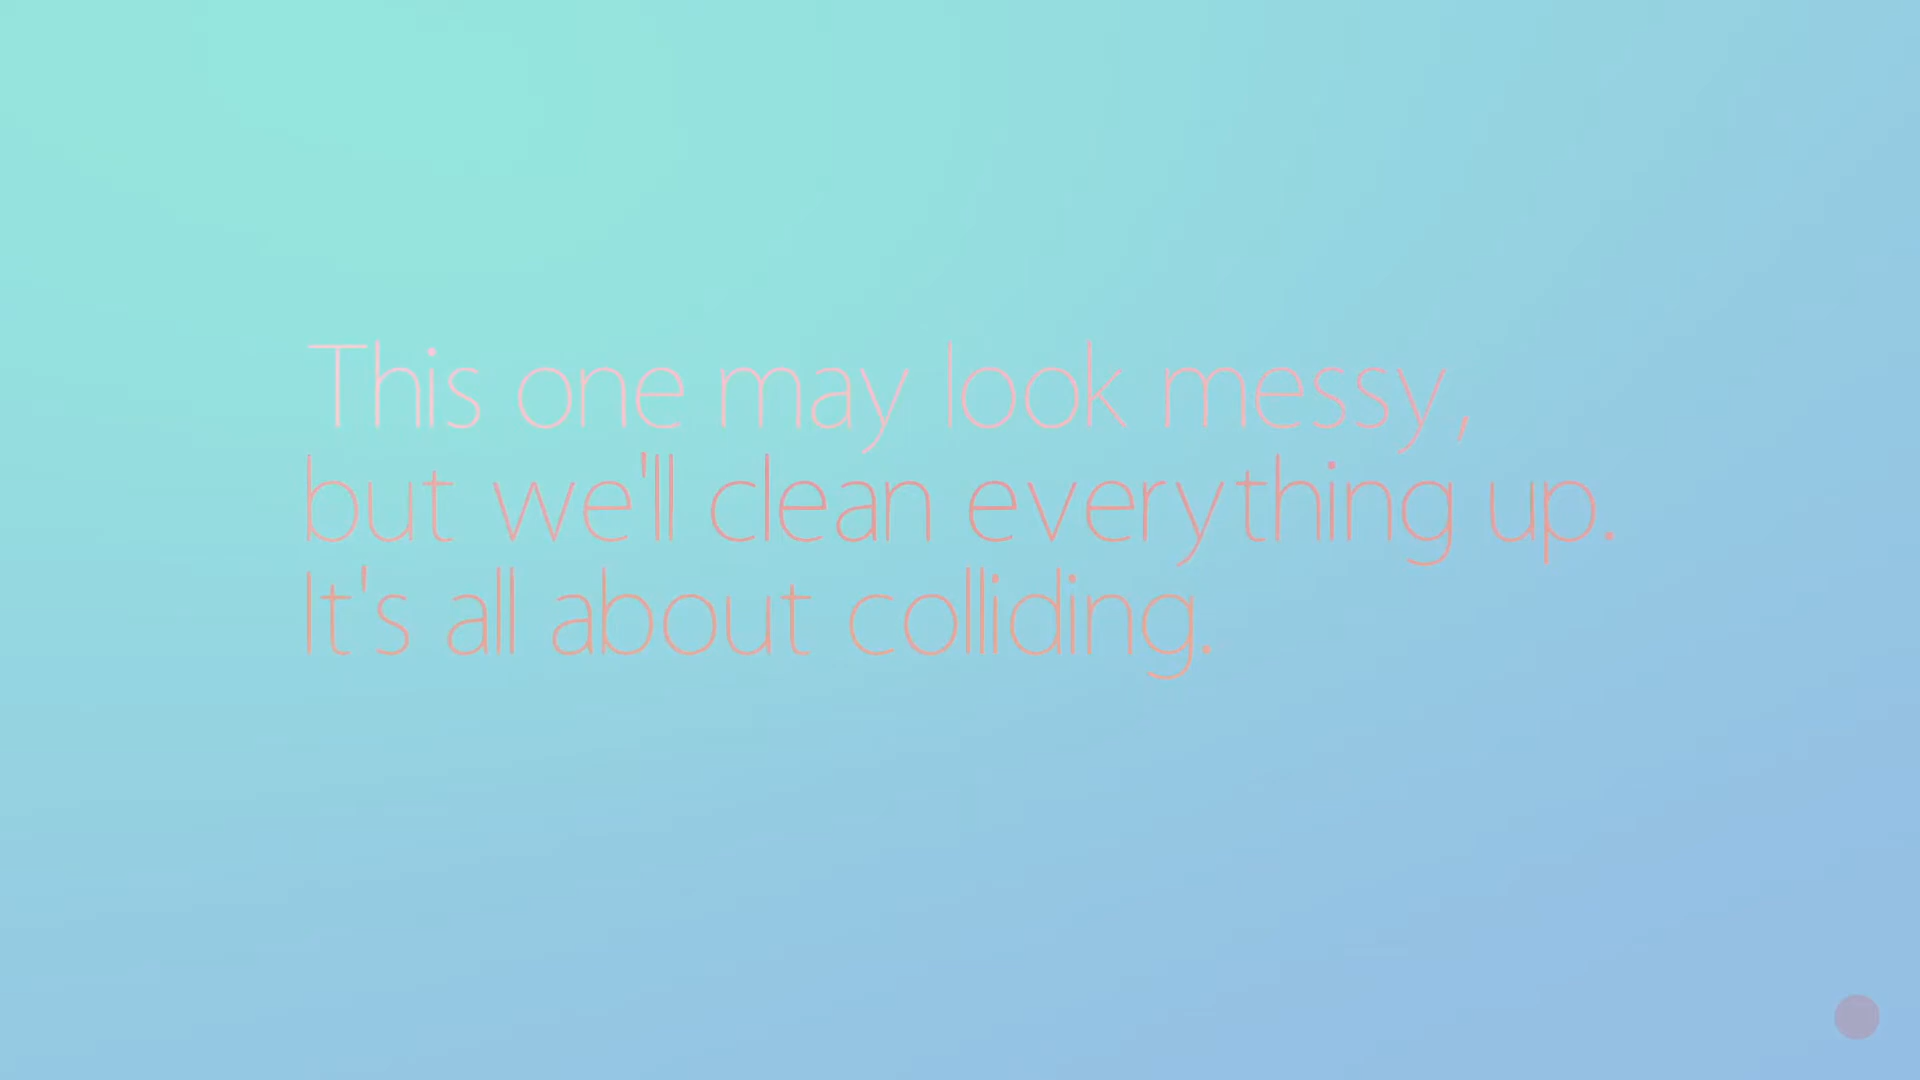 This one may look messy,
but we'll clean everything up.
It's all about colliding.